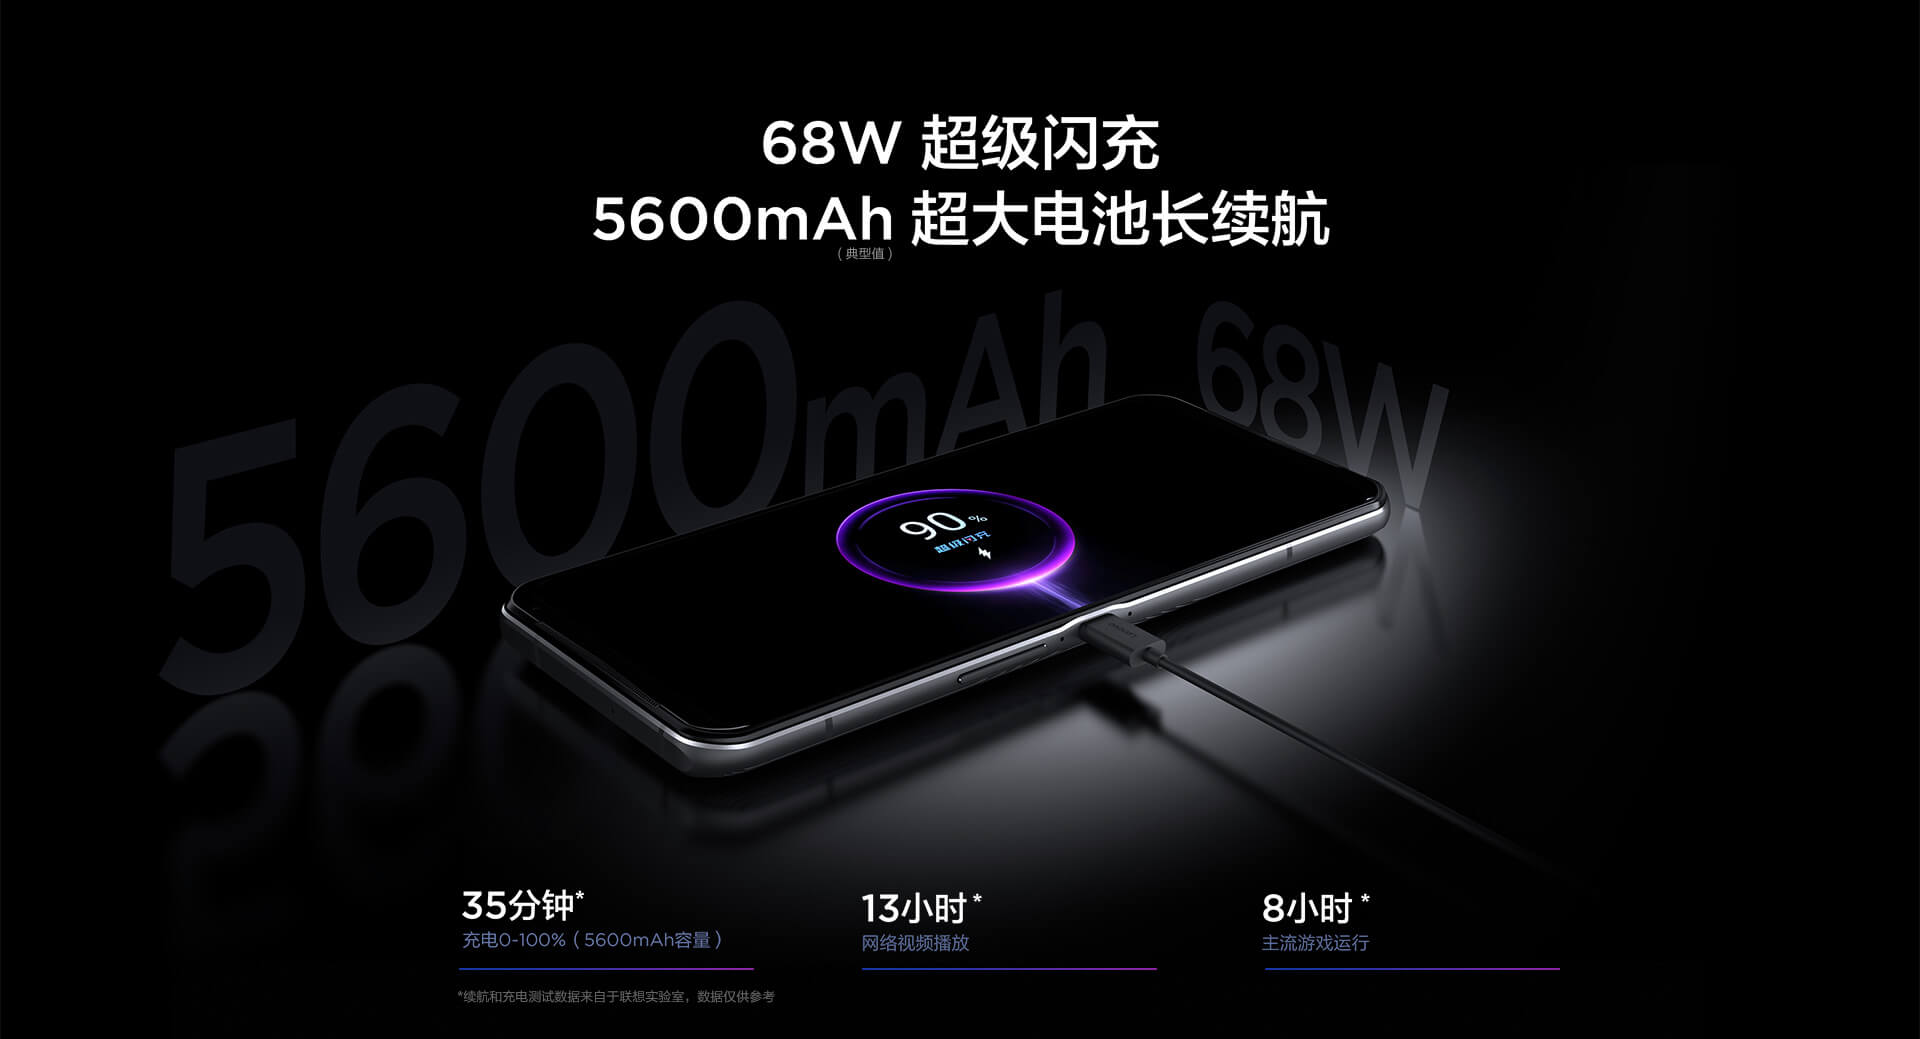 68W 超级闪充
5600mAh 超大电池长续航
(典型值)
5600mAh 68W
90%
超级闪充
lenovo
35分钟*
充电0-100%(5600mAh容量)
13小时*
网络视频播放
8小时*
主流游戏运行
*续航和充电测试数据来自于联想实验室，数据仅供参考